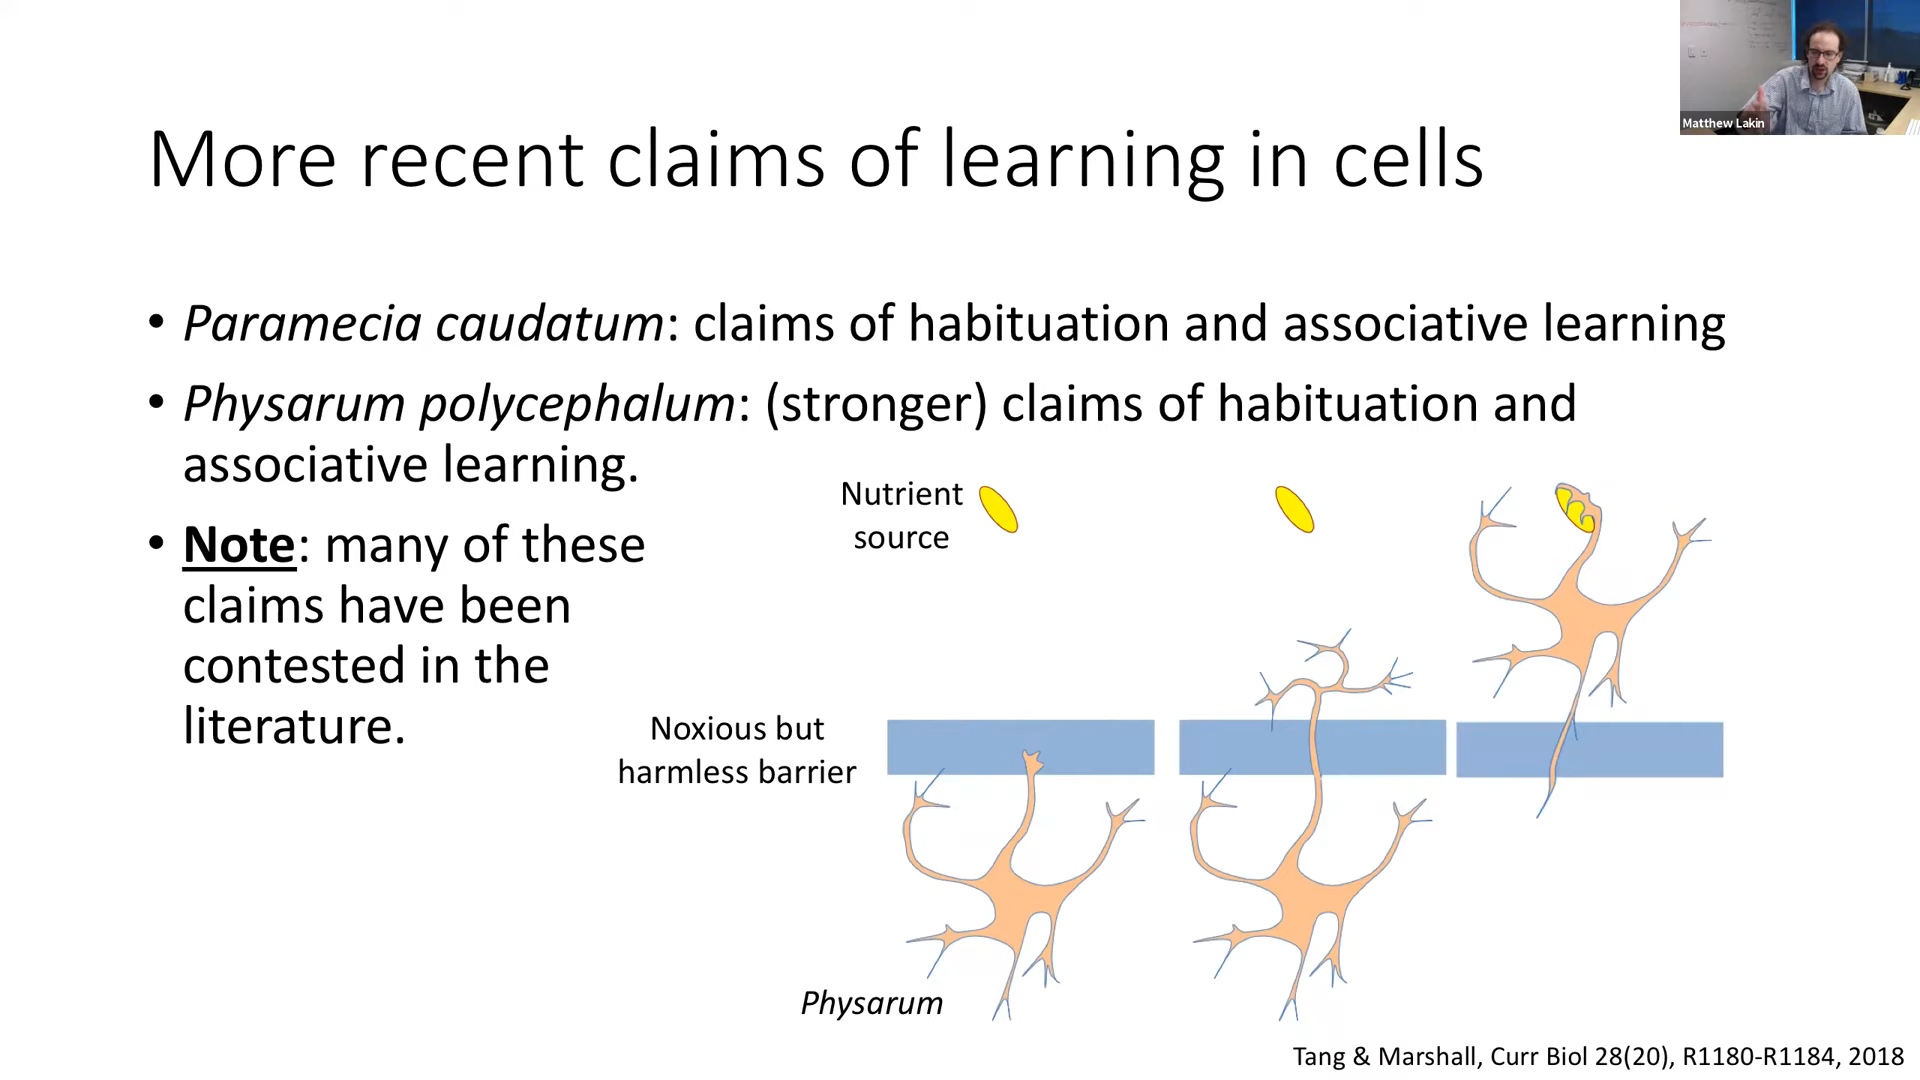 Matthew Lakin
More recent claims of learning in cells
• Paramecia caudatum: claims of habituation and associative learning
• Physarum polycephalum: (stronger) claims of habituation and
associative learning.
• Note: many of these
claims have been
contested in the
literature.
Nutrient
source
Noxious but
harmless barrier
Physarum
Tang & Marshall, Curr Biol 28(20), R1180-R1184, 2018